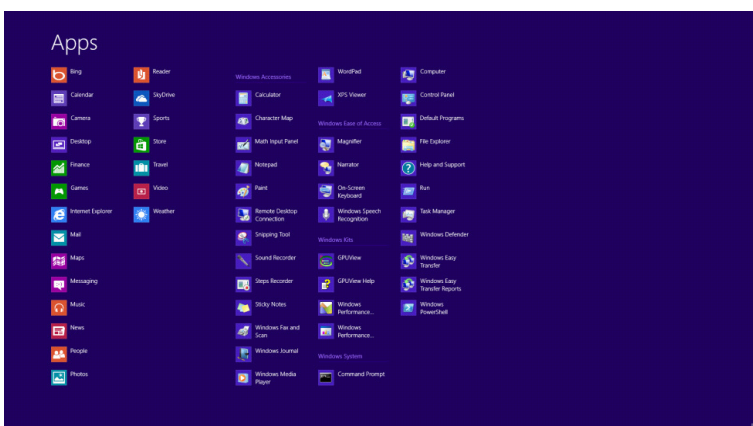 Apps
Bing
Calendar
Camera
Desktop
Finance
Games
Internet Explorer
Mail
Maps
Messaging
Music
News
People
Photos
Reader
SkyDrive
Sports
Store
Travel
Video
Weather
Windows Accessories
Calculator
Character Map
Math Input Panel
Notepad
Paint
Remote Desktop
Connection
Snipping Tool
Sound Recorder
Steps Recorder
Sticky Notes
Windows Fax and
Scan
Windows Journal
Windows Media
Player
WordPad
XPS Viewer
Windows Ease of Access
Magnifier
Narrator
On-Screen
Keyboard
Windows Speech
Recognition
Windows Kits
GPUView
GPUView Help
Windows
Performance...
Windows
Performance...
Windows System
Command Prompt
Computer
Control Panel
Default Programs
File Explorer
Help and Support
Run
Task Manager
Windows Defender
Windows Easy
Transfer
Windows Easy
Transfer Reports
Windows
PowerShell